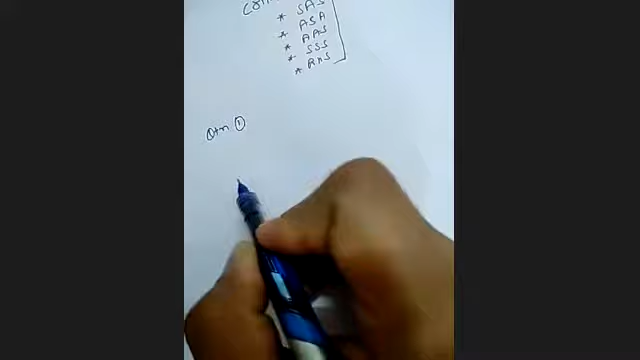 * SAS
* ASA
* AAS
* SSS
* RHS
Qtn ①